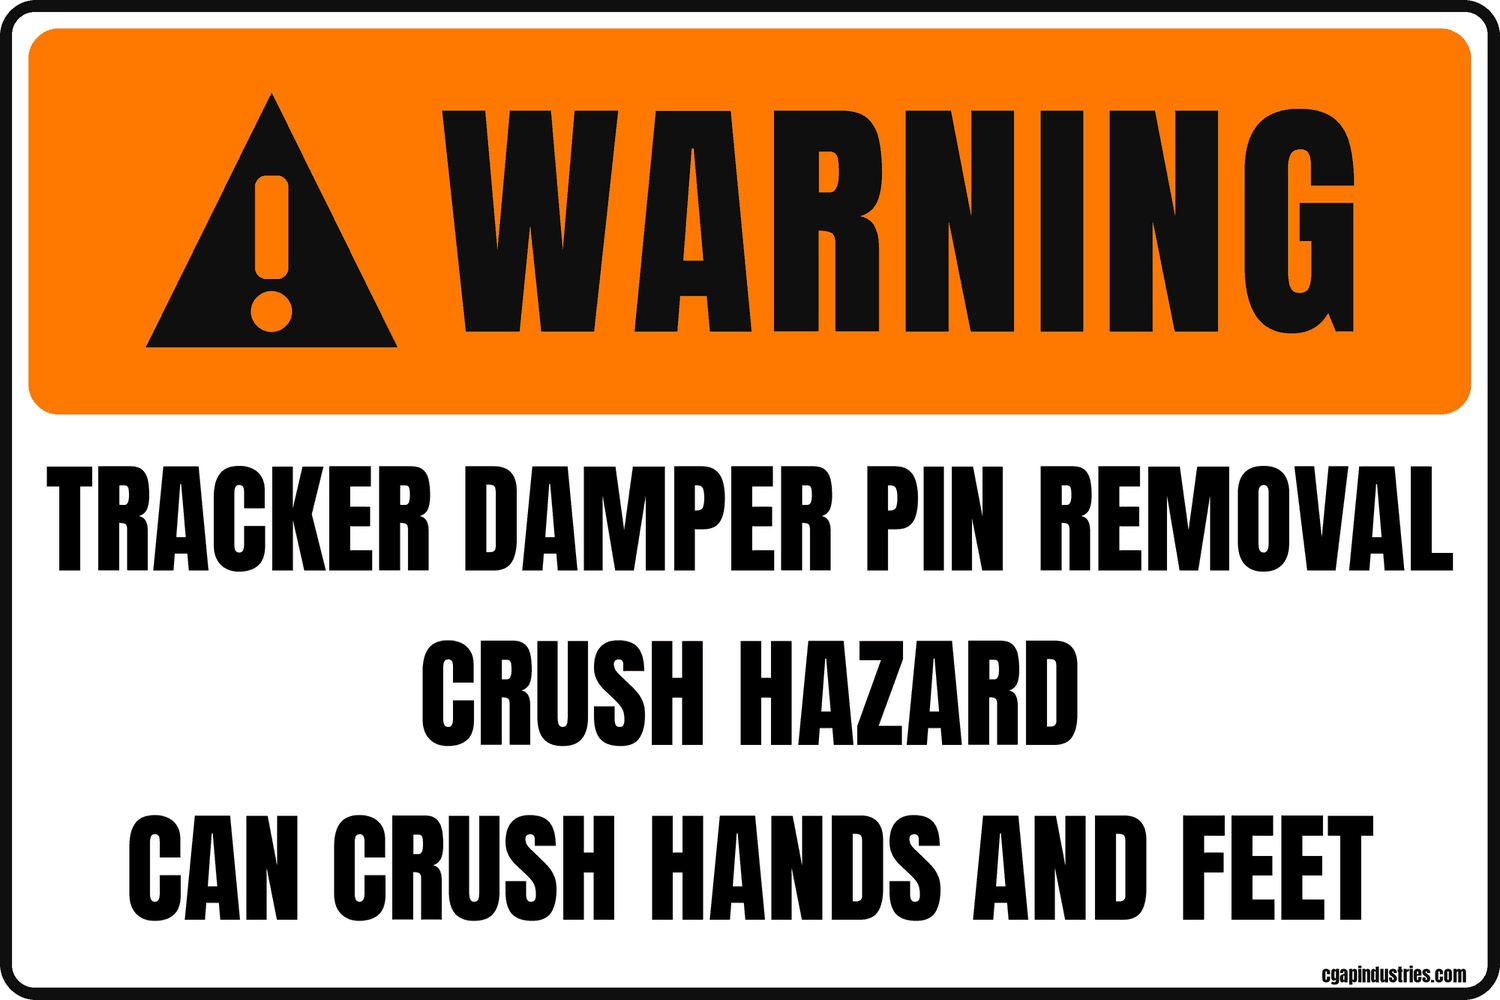 WARNING
TRACKER DAMPER PIN REMOVAL
CRUSH HAZARD
CAN CRUSH HANDS AND FEET
cgapindustries.com